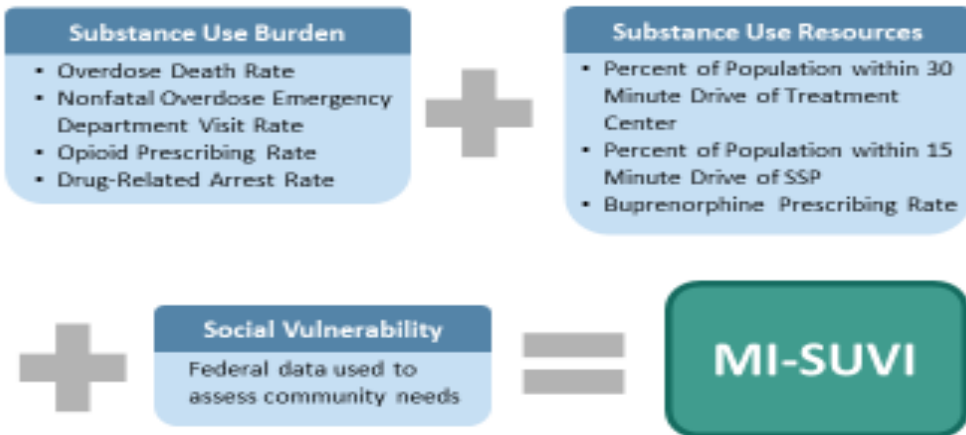 Substance Use Burden
• Overdose Death Rate
• Nonfatal Overdose Emergency
Department Visit Rate
• Opioid Prescribing Rate
• Drug-Related Arrest Rate
Substance Use Resources
• Percent of Population within 30
Minute Drive of Treatment
Center
• Percent of Population within 15
Minute Drive of SSP
• Buprenorphine Prescribing Rate
Social Vulnerability
Federal data used to
assess community needs
MI-SUVI